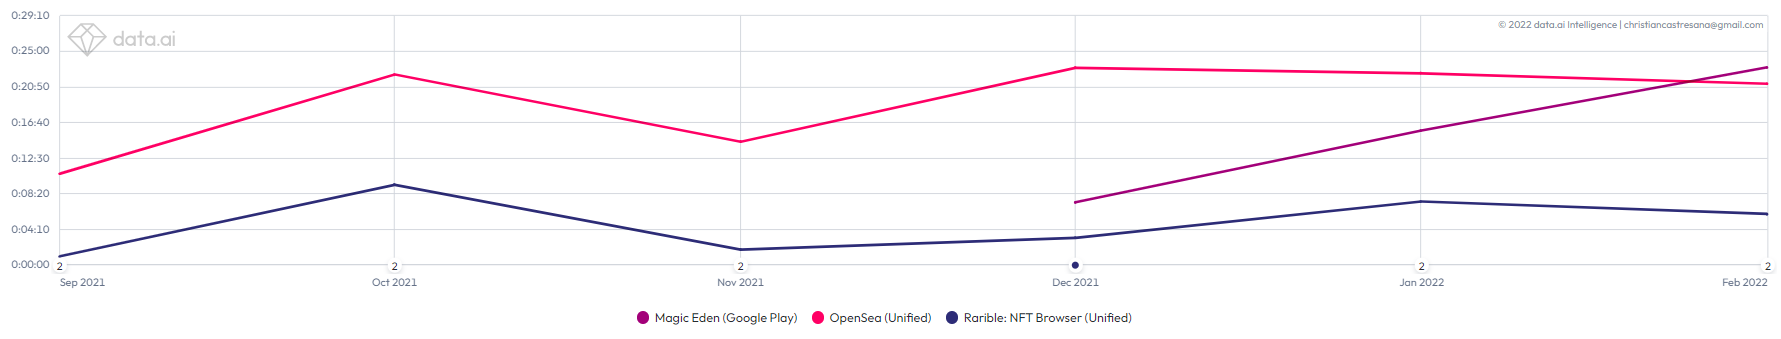 0:29:10
© 2022 data.ai Intelligence | christiancastresana@gmail.com
data.ai
0:25:00
0:20:50
0:16:40
0:12:30
0:08:20
0:04:10
0:00:00
2 2 2 2 2
Sep 2021 Oct 2021 Nov 2021 Dec 2021 Jan 2022 Feb 2022
Magic Eden (Google Play) OpenSea (Unified) Rarible: NFT Browser (Unified)